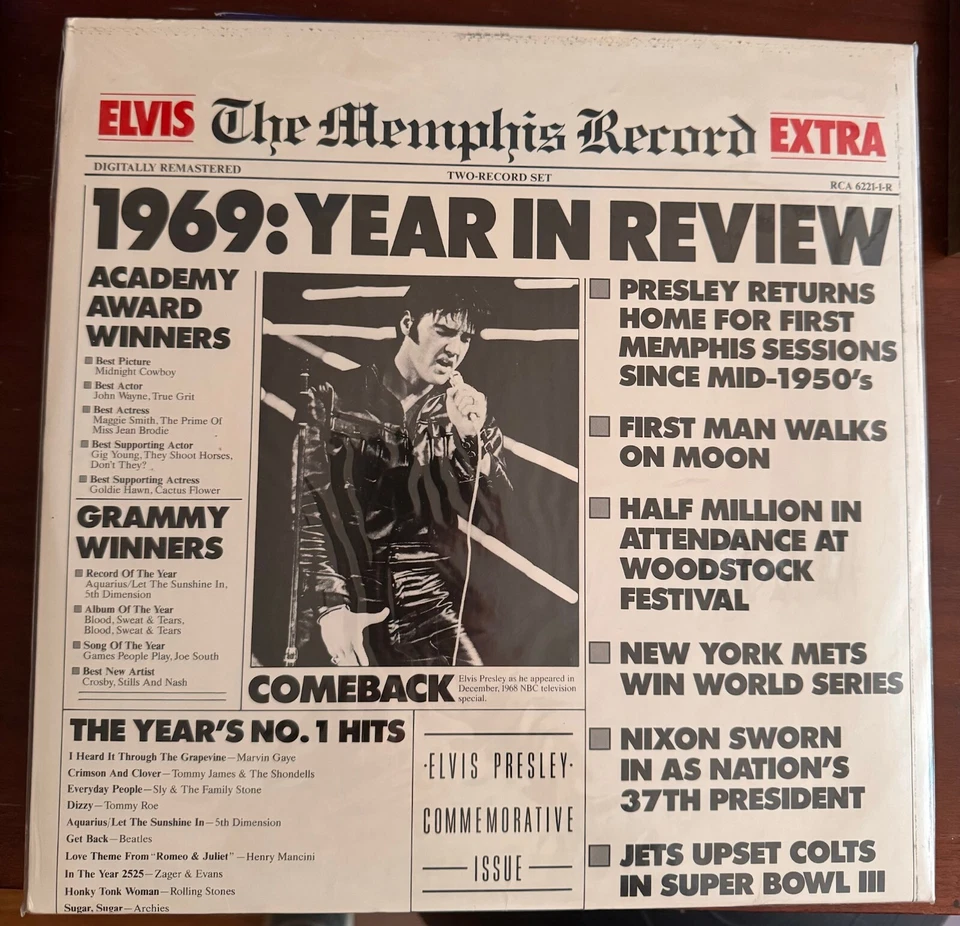 ELVIS The Memphis Record EXTRA
DIGITALLY REMASTERED
TWO-RECORD SET
RCA 6221-1-R
1969: YEAR IN REVIEW
ACADEMY
AWARD
WINNERS
Best Picture
Midnight Cowboy
Best Actor
John Wayne, True Grit
Best Actress
Maggie Smith, The Prime Of
Miss Jean Brodie
Best Supporting Actor
Gig Young, They Shoot Horses,
Don't They?
Best Supporting Actress
Goldie Hawn, Cactus Flower
GRAMMY
WINNERS
Record Of The Year
Aquarius/Let The Sunshine In,
5th Dimension
Album Of The Year
Blood, Sweat & Tears,
Blood, Sweat & Tears
Song Of The Year
Games People Play, Joe South
Best New Artist
Crosby, Stills And Nash
COMEBACK
Elvis Presley as he appeared in
December, 1968 NBC television
special.
PRESLEY RETURNS
HOME FOR FIRST
MEMPHIS SESSIONS
SINCE MID-1950's
FIRST MAN WALKS
ON MOON
HALF MILLION IN
ATTENDANCE AT
WOODSTOCK
FESTIVAL
NEW YORK METS
WIN WORLD SERIES
NIXON SWORN
IN AS NATION'S
37TH PRESIDENT
JETS UPSET COLTS
IN SUPER BOWL III
THE YEAR'S NO. 1 HITS
I Heard It Through The Grapevine—Marvin Gaye
Crimson And Clover—Tommy James & The Shondells
Everyday People—Sly & The Family Stone
Dizzy—Tommy Roe
Aquarius/Let The Sunshine In—5th Dimension
Get Back—Beatles
Love Theme From "Romeo & Juliet"—Henry Mancini
In The Year 2525—Zager & Evans
Honky Tonk Woman—Rolling Stones
Sugar, Sugar—Archies
·ELVIS PRESLEY·
COMMEMORATIVE
ISSUE